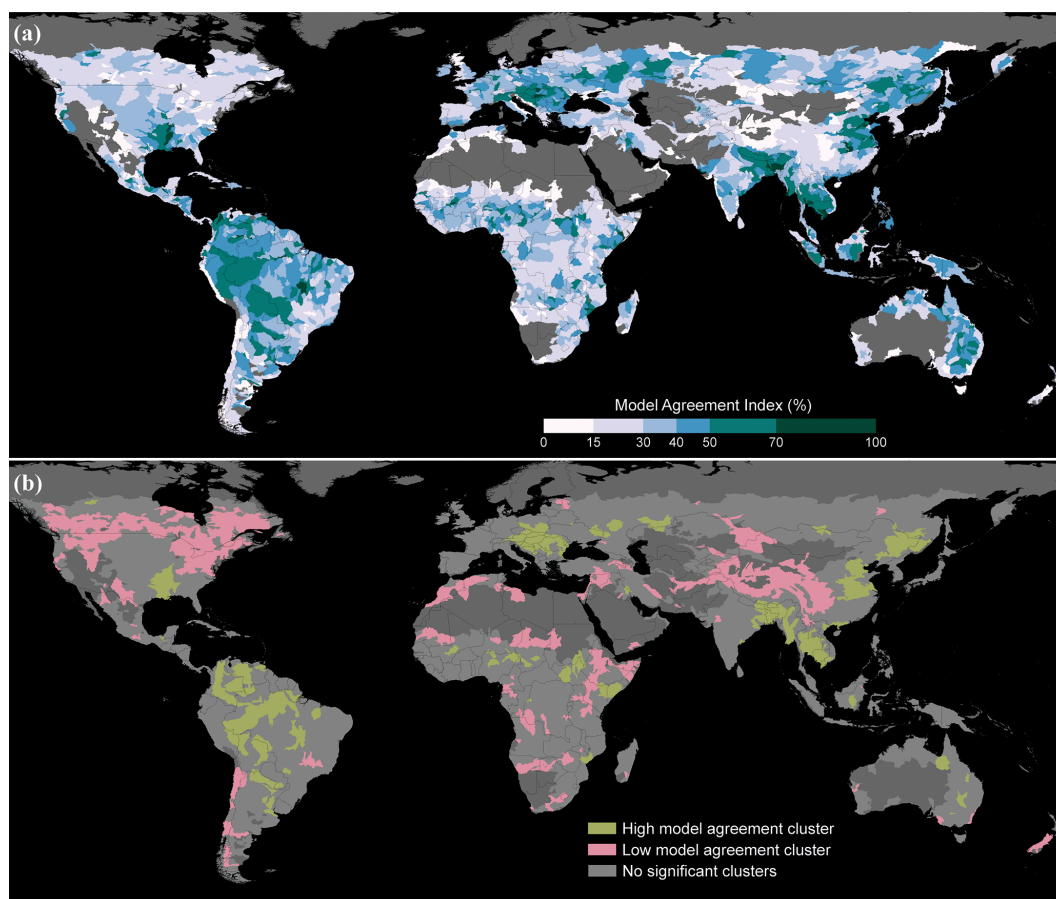 (a)
Model Agreement Index (%)
0 15 30 40 50 70 100
(b)
High model agreement cluster
Low model agreement cluster
No significant clusters